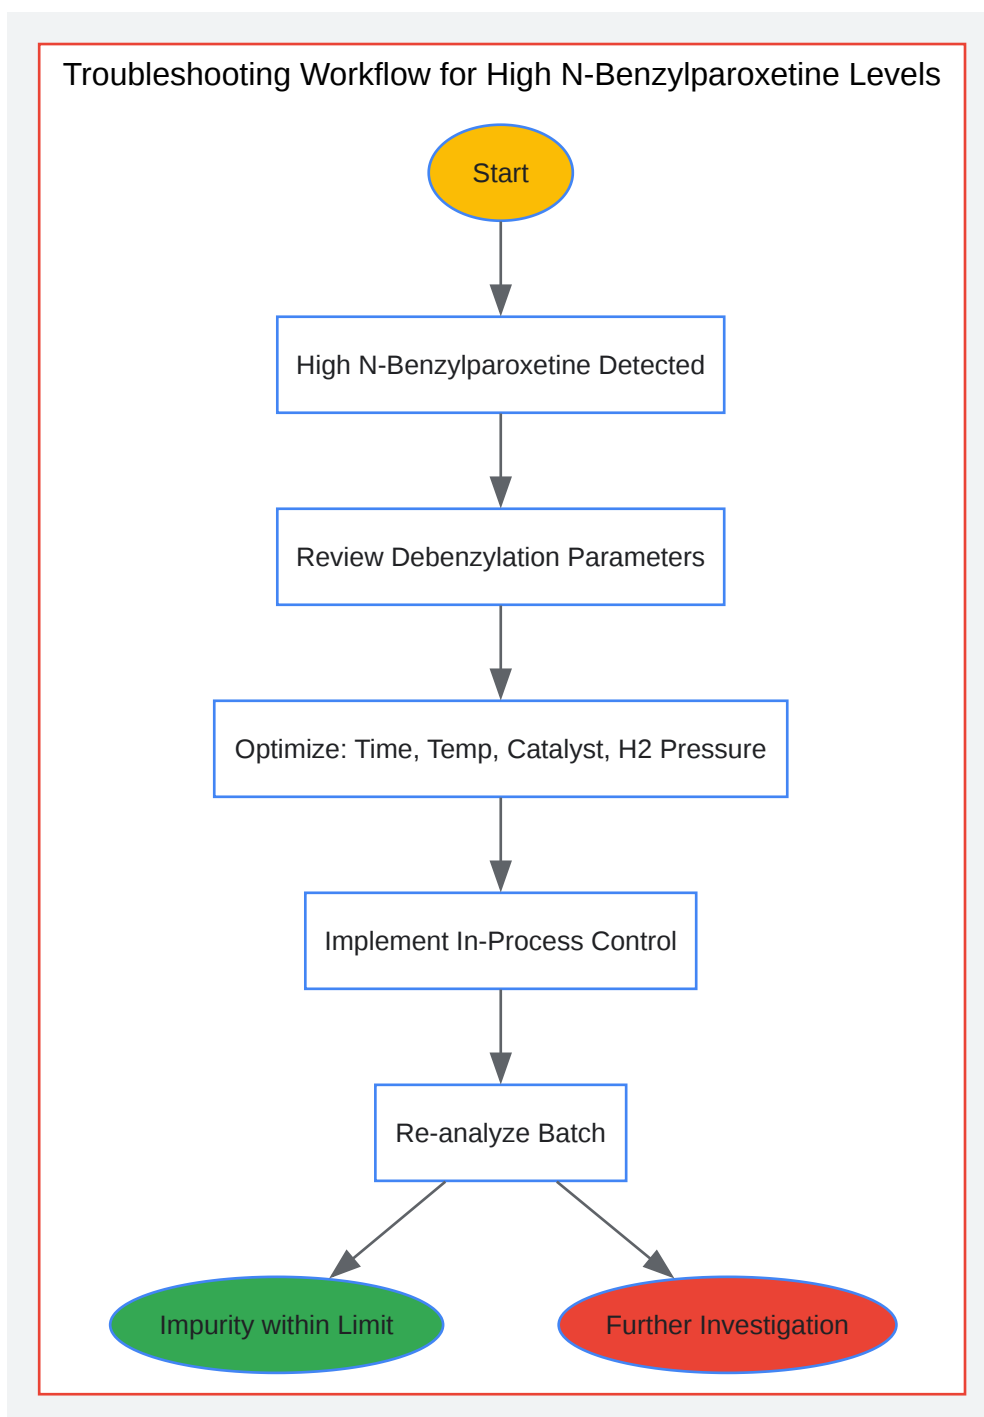 Troubleshooting Workflow for High N-Benzylparoxetine Levels
Start
High N-Benzylparoxetine Detected
Review Debenzylation Parameters
Optimize: Time, Temp, Catalyst, H2 Pressure
Implement In-Process Control
Re-analyze Batch
Impurity within Limit
Further Investigation